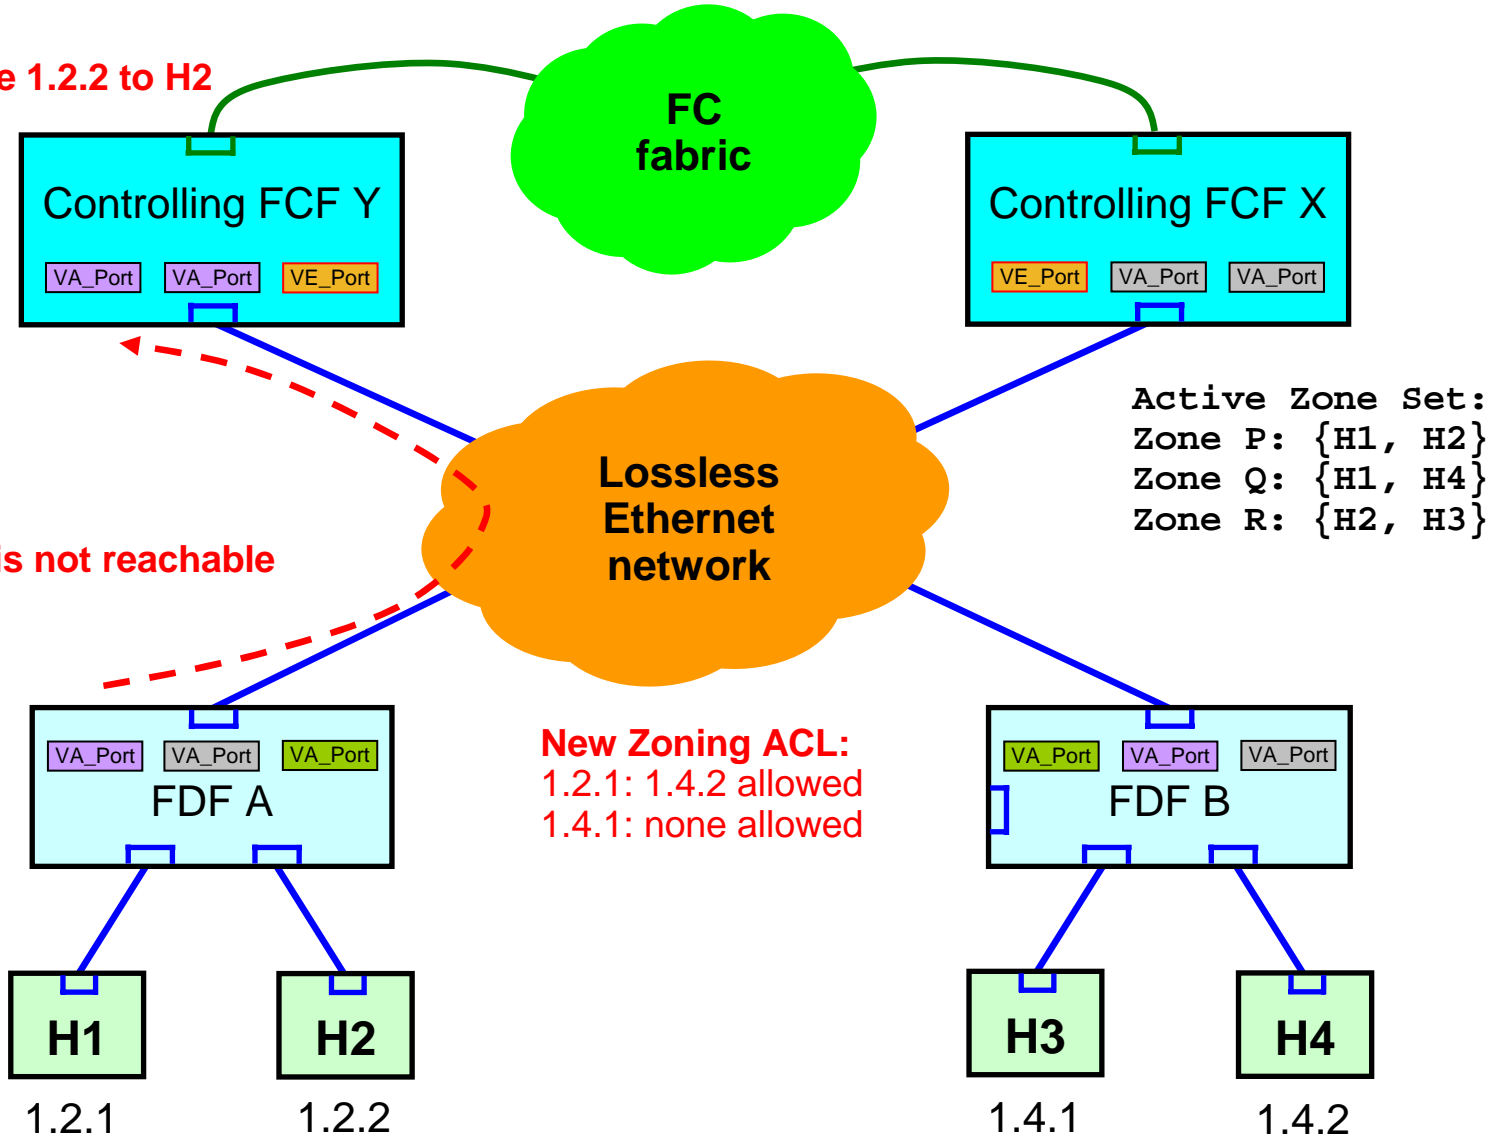 e 1.2.2 to H2
FC
fabric
Controlling FCF Y
VA_Port VA_Port VE_Port
Controlling FCF X
VE_Port VA_Port VA_Port
Active Zone Set:
Zone P: {H1, H2}
Zone Q: {H1, H4}
Zone R: {H2, H3}
Lossless
Ethernet
network
is not reachable
VA_Port VA_Port VA_Port
FDF A
New Zoning ACL:
1.2.1: 1.4.2 allowed
1.4.1: none allowed
VA_Port VA_Port VA_Port
FDF B
H1
H2
H3
H4
1.2.1
1.2.2
1.4.1
1.4.2